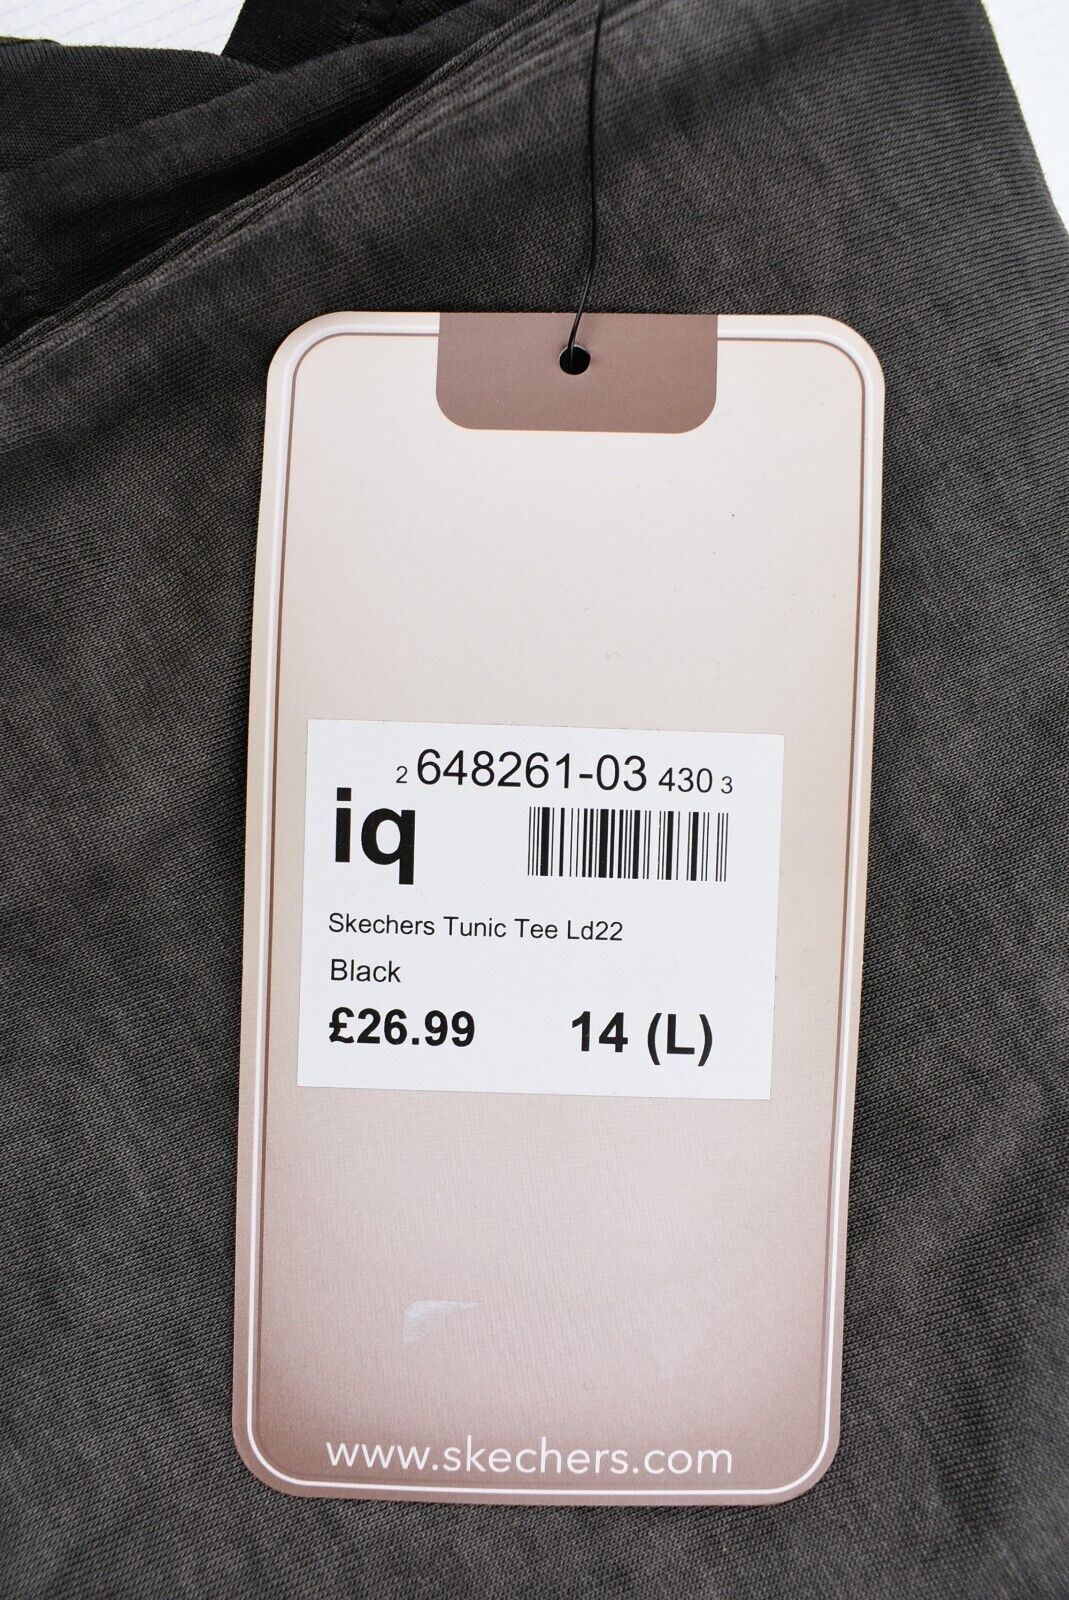 2 648261-03 430 3
iq
Skechers Tunic Tee Ld22
Black
£26.99 14 (L)
www.skechers.com